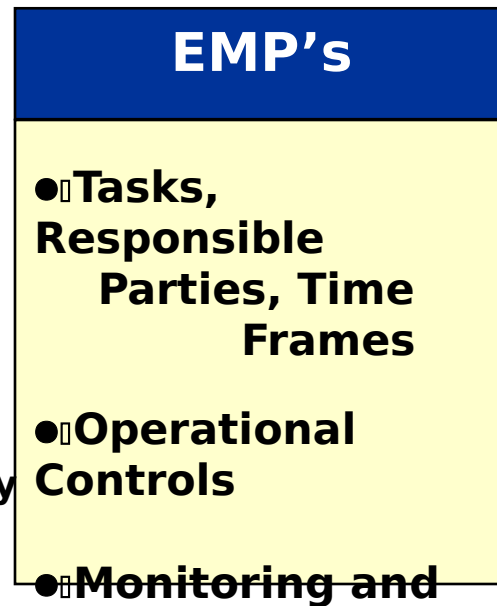 EMP’s
●▯Tasks,
Responsible
Parties, Time
Frames
●▯Operational
Controls
y
●▯Monitoring and